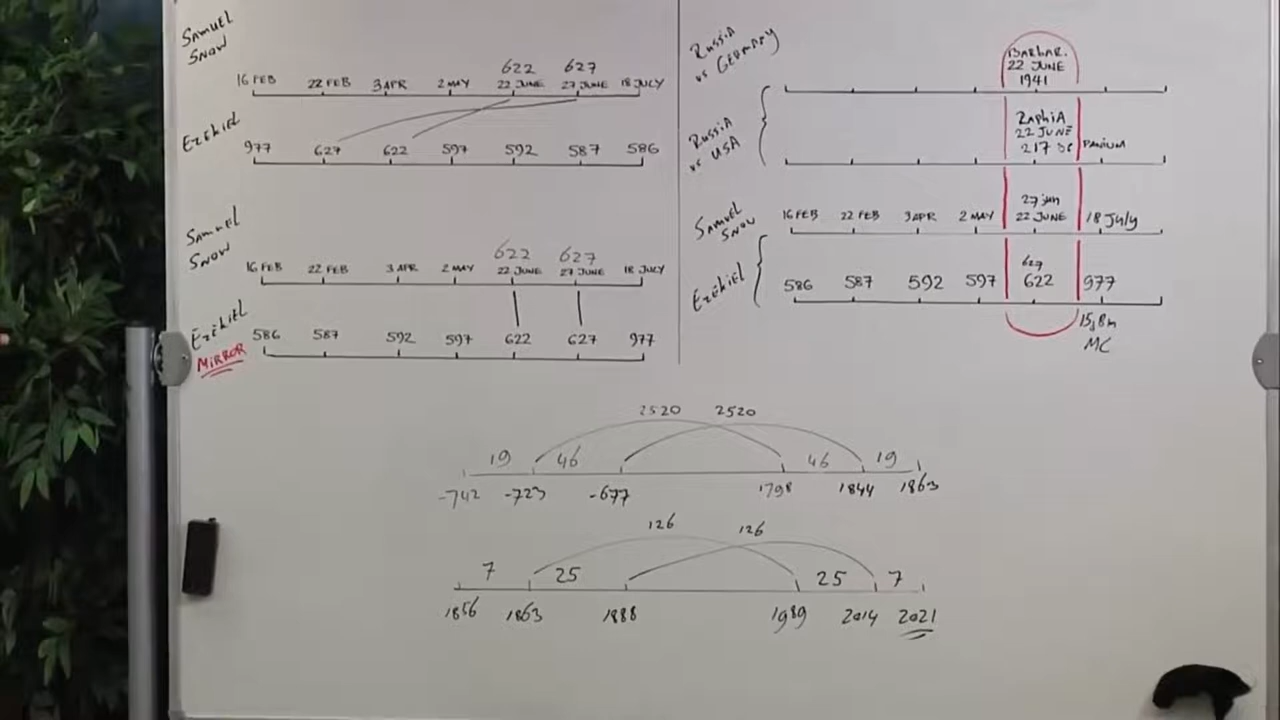 SAMUEL
SNOW
622 627
16 FEB 22 FEB 3 APR 2 MAY 22 JUNE 27 JUNE 18 JULY
EZEKIEL
977 627 622 597 592 587 586
SAMUEL
SNOW
622 627
16 FEB 22 FEB 3 APR 2 MAY 22 JUNE 27 JUNE 18 JULY
EZEKIEL
MIRROR
586 587 592 597 622 627 977
RUSSIA
vs GERMANY
BARBAR.
22 JUNE
1941
RUSSIA
vs USA
RAPHIA
22 JUNE
217 BC PANIUM
SAMUEL
SNOW
27 jun
16 FEB 22 FEB 3 APR 2 MAY 22 JUNE 18 July
EZEKIEL
627
586 587 592 597 622 977
MC
2520 2520
19 46 46 19
-742 -723 -677 1798 1844 1863
126 126
7 25 25 7
1856 1863 1888 1989 2014 2021